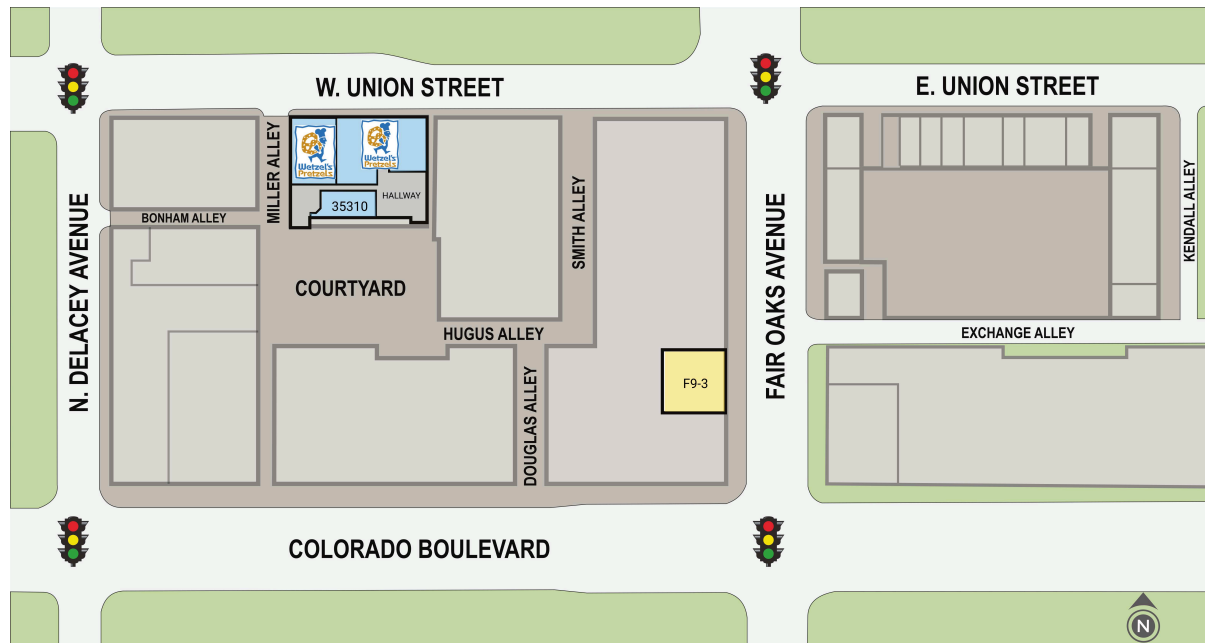 W. UNION STREET
E. UNION STREET
Wetzel's
Pretzels
Wetzel's
Pretzels
MILLER ALLEY
HALLWAY
35310
BONHAM ALLEY
SMITH ALLEY
KENDALL ALLEY
N. DELACEY AVENUE
FAIR OAKS AVENUE
COURTYARD
HUGUS ALLEY
EXCHANGE ALLEY
DOUGLAS ALLEY
F9-3
COLORADO BOULEVARD
N